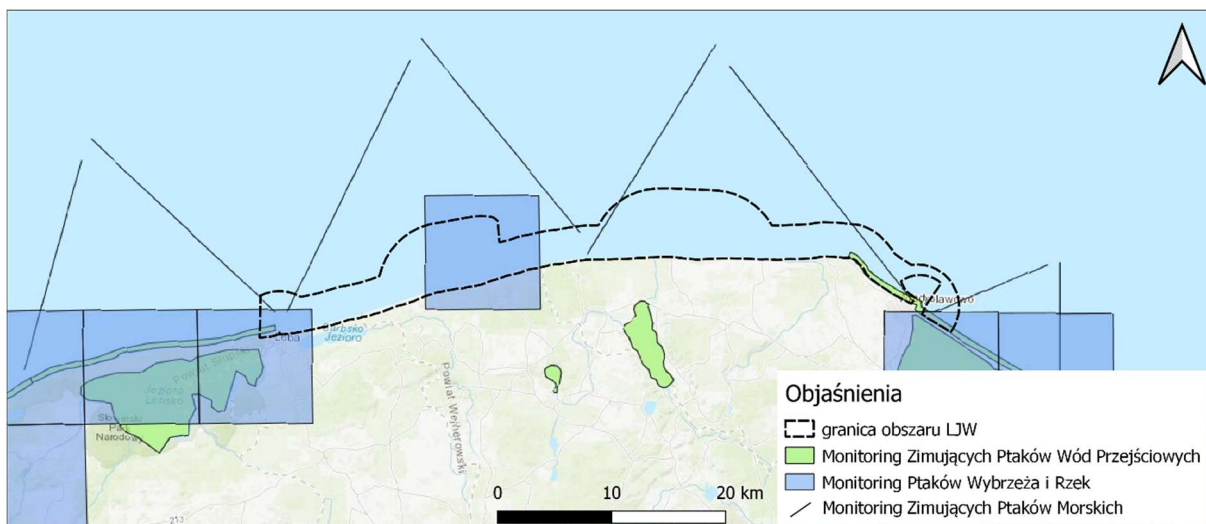 Władysławowo
Łeba
Sarbsko
Jezioro
Powiat Słupski
Jezioro
Łebsko
Słowiński
Park
Narodowy
Powiat Wejherowski
213
0 10 20 km
Objaśnienia
granica obszaru LJW
Monitoring Zimujących Ptaków Wód Przejściowych
Monitoring Ptaków Wybrzeża i Rzek
Monitoring Zimujących Ptaków Morskich